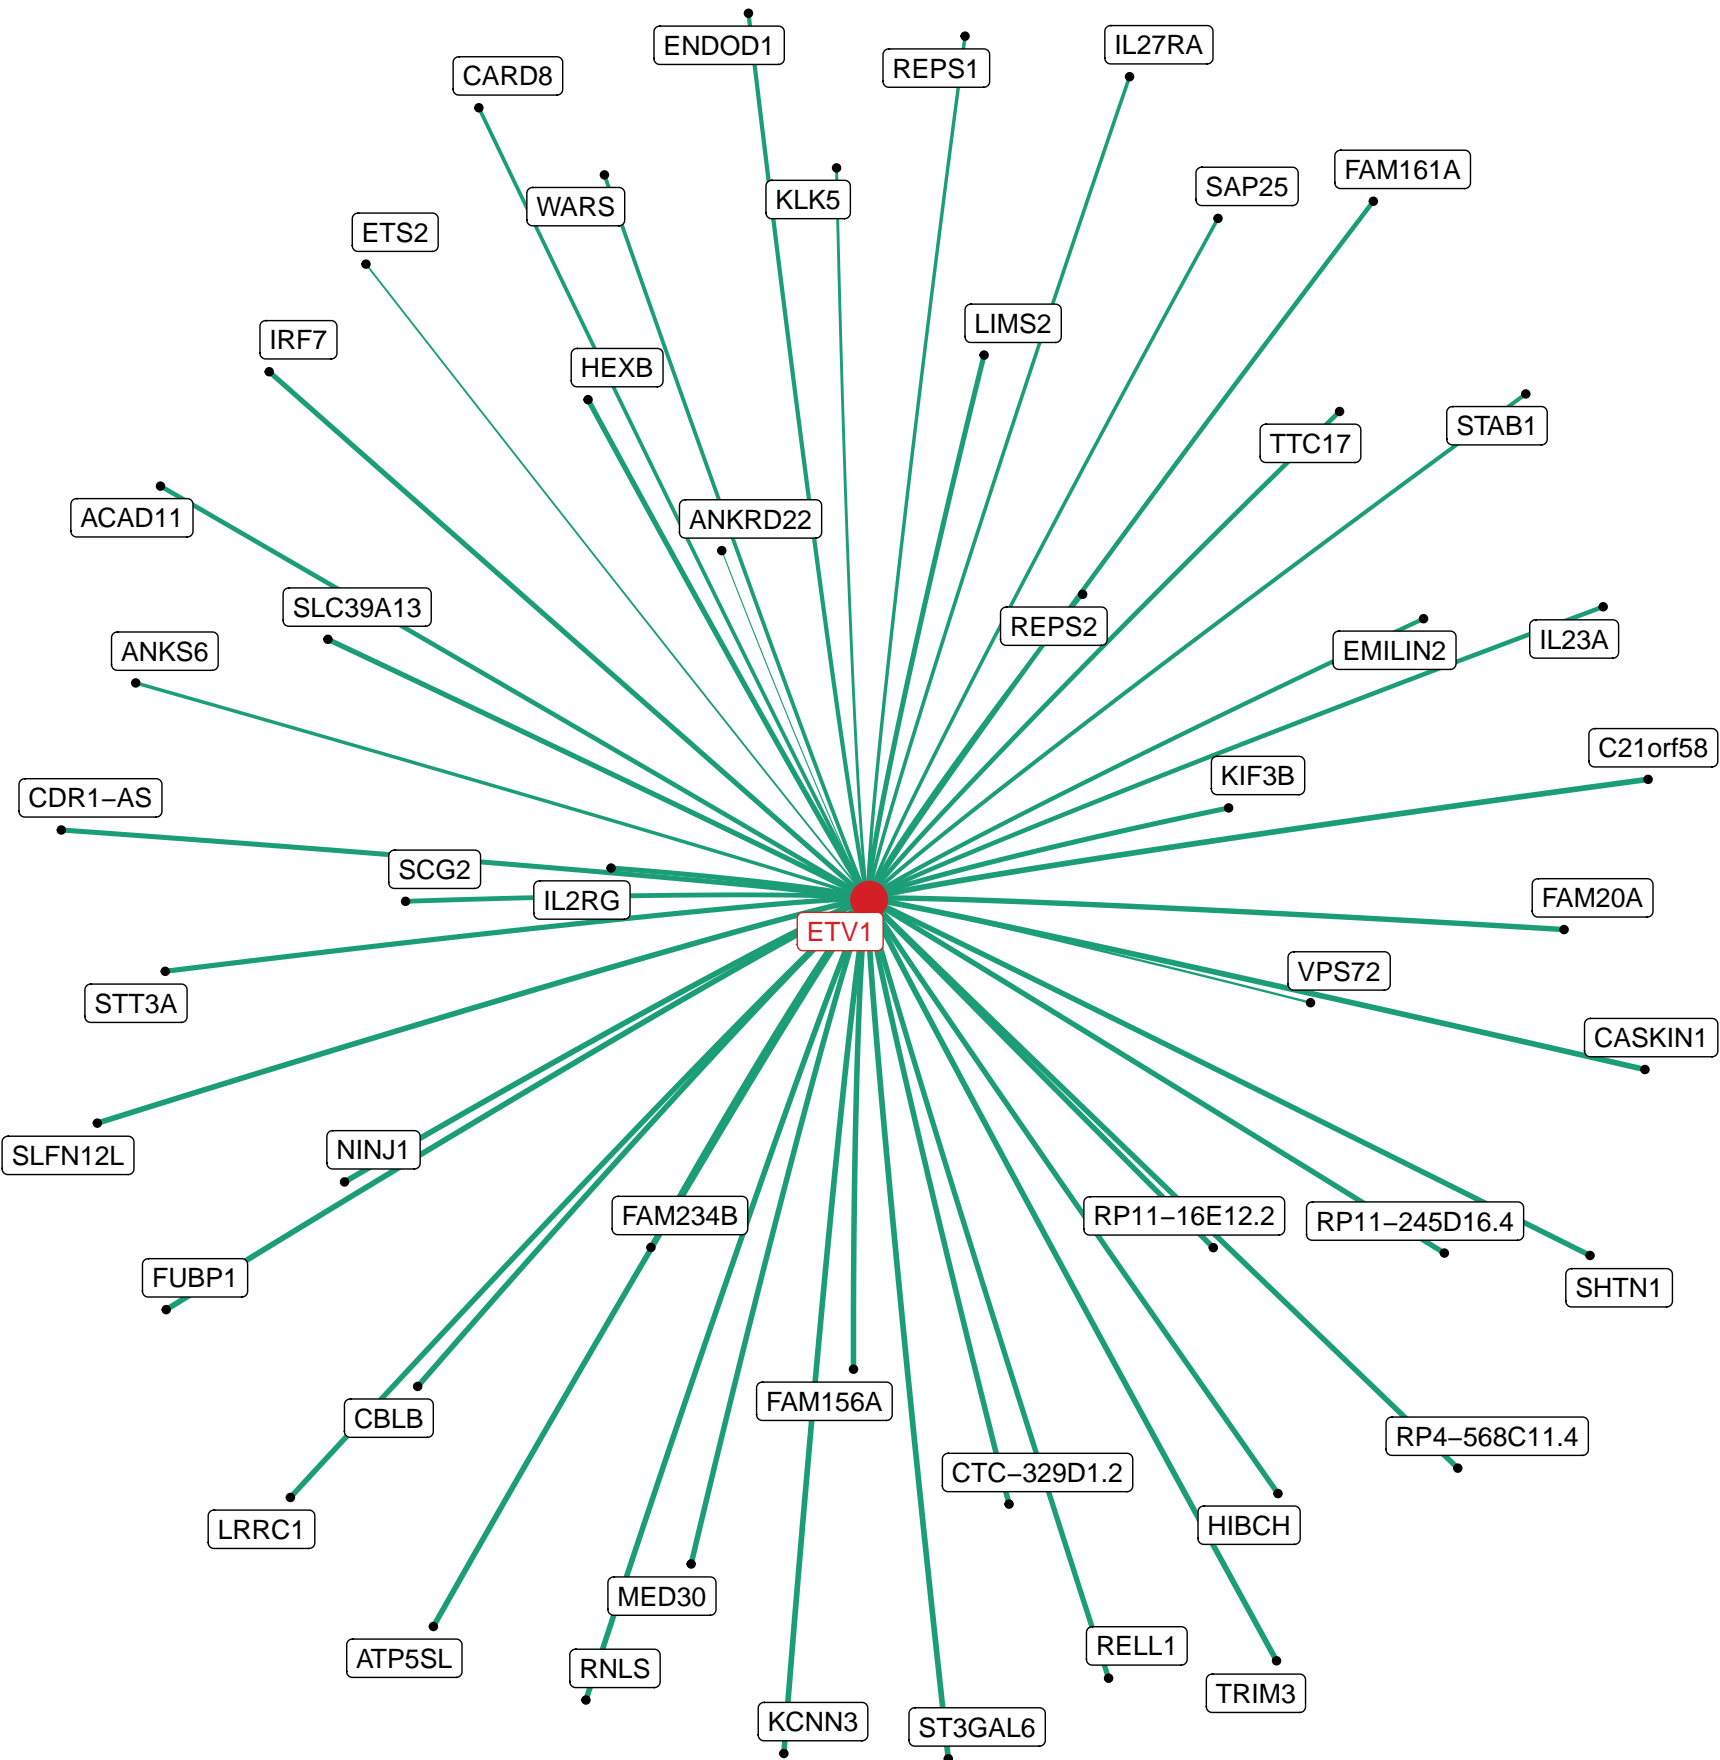 ENDOD1
IL27RA
REPS1
CARD8
FAM161A
SAP25
KLK5
WARS
ETS2
LIMS2
IRF7
HEXB
STAB1
TTC17
ACAD11
ANKRD22
SLC39A13
REPS2
IL23A
EMILIN2
ANKS6
C21orf58
KIF3B
CDR1−AS
SCG2
IL2RG
FAM20A
ETV1
VPS72
STT3A
CASKIN1
NINJ1
SLFN12L
FAM234B
RP11−16E12.2
RP11−245D16.4
FUBP1
SHTN1
FAM156A
CBLB
RP4−568C11.4
CTC−329D1.2
HIBCH
LRRC1
MED30
RELL1
ATP5SL
RNLS
TRIM3
KCNN3
ST3GAL6